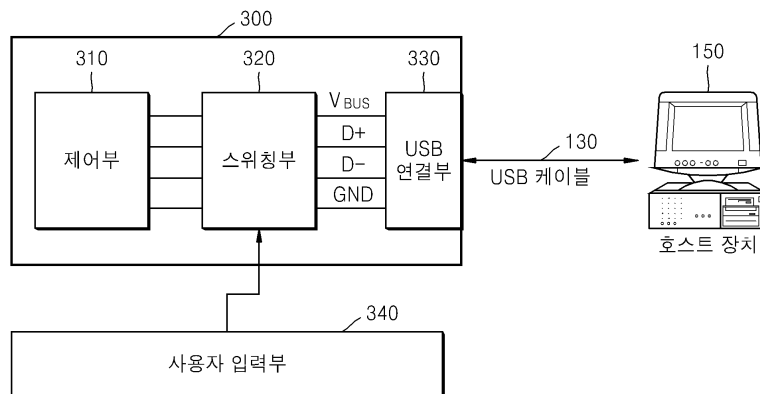 300
310
320
330
150
제어부
스위칭부
V BUS
D+
D−
GND
USB
연결부
130
USB 케이블
호스트 장치
340
사용자 입력부